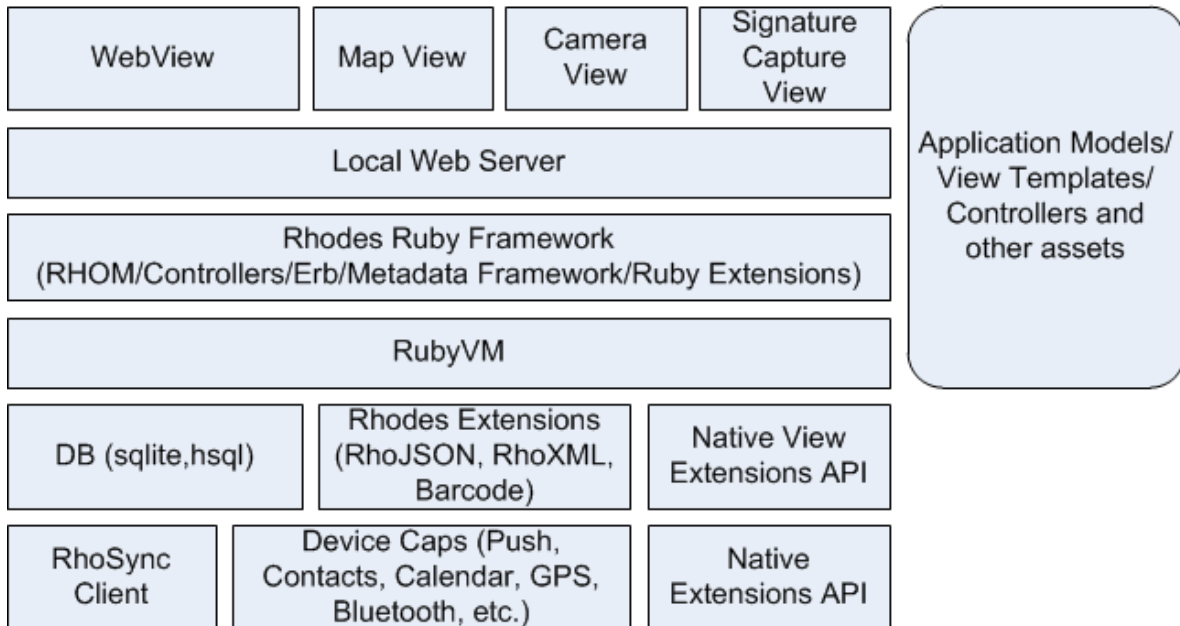 WebView
Map View
Camera
View
Signature
Capture
View
Application Models/
View Templates/
Controllers and
other assets
Local Web Server
Rhodes Ruby Framework
(RHOM/Controllers/Erb/Metadata Framework/Ruby Extensions)
RubyVM
DB (sqlite,hsql)
Rhodes Extensions
(RhoJSON, RhoXML,
Barcode)
Native View
Extensions API
RhoSync
Client
Device Caps (Push,
Contacts, Calendar, GPS,
Bluetooth, etc.)
Native
Extensions API